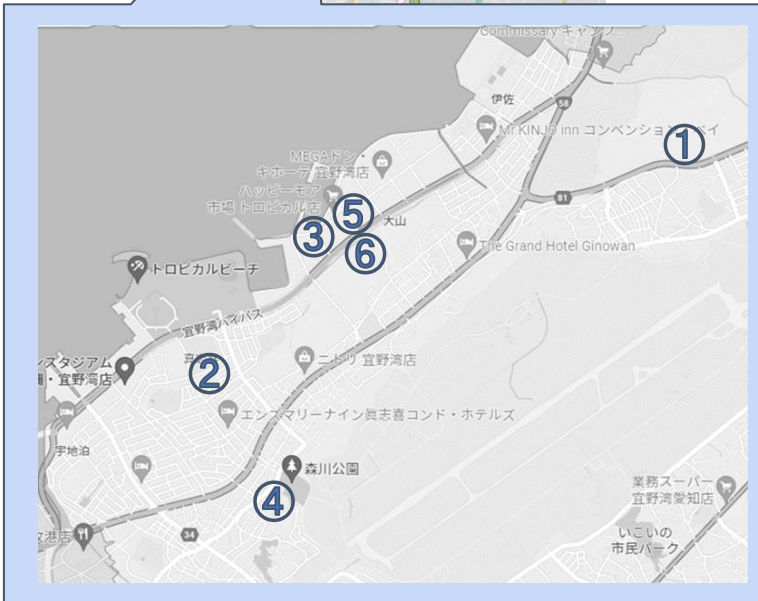 Commissary キャンプ...
伊佐
58
Mr.KINJO inn コンベンションベイ
①
MEGAドン・
キホーテ 宜野湾店
ハッピーモア
市場 トロピカル店
81
⑤
大山
③
⑥
The Grand Hotel Ginowan
トロピカルビーチ
宜野湾バイパス
ンスタジアム
・宜野湾店
②
ニトリ 宜野湾店
エンズマリーナイン眞志喜コンド・ホテルズ
宇地泊
森川公園
④
業務スーパー
宜野湾愛知店
34
いこいの
市民パーク
港店